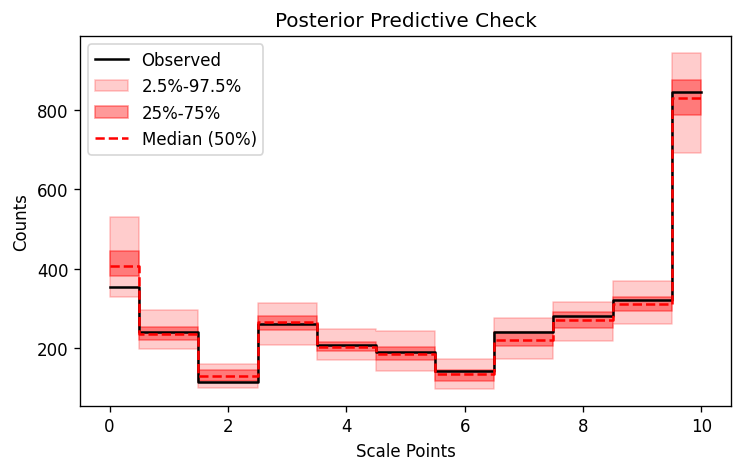 Posterior Predictive Check
Observed
2.5%-97.5%
25%-75%
Median (50%)
Counts
800
600
400
200
0 2 4 6 8 10
Scale Points